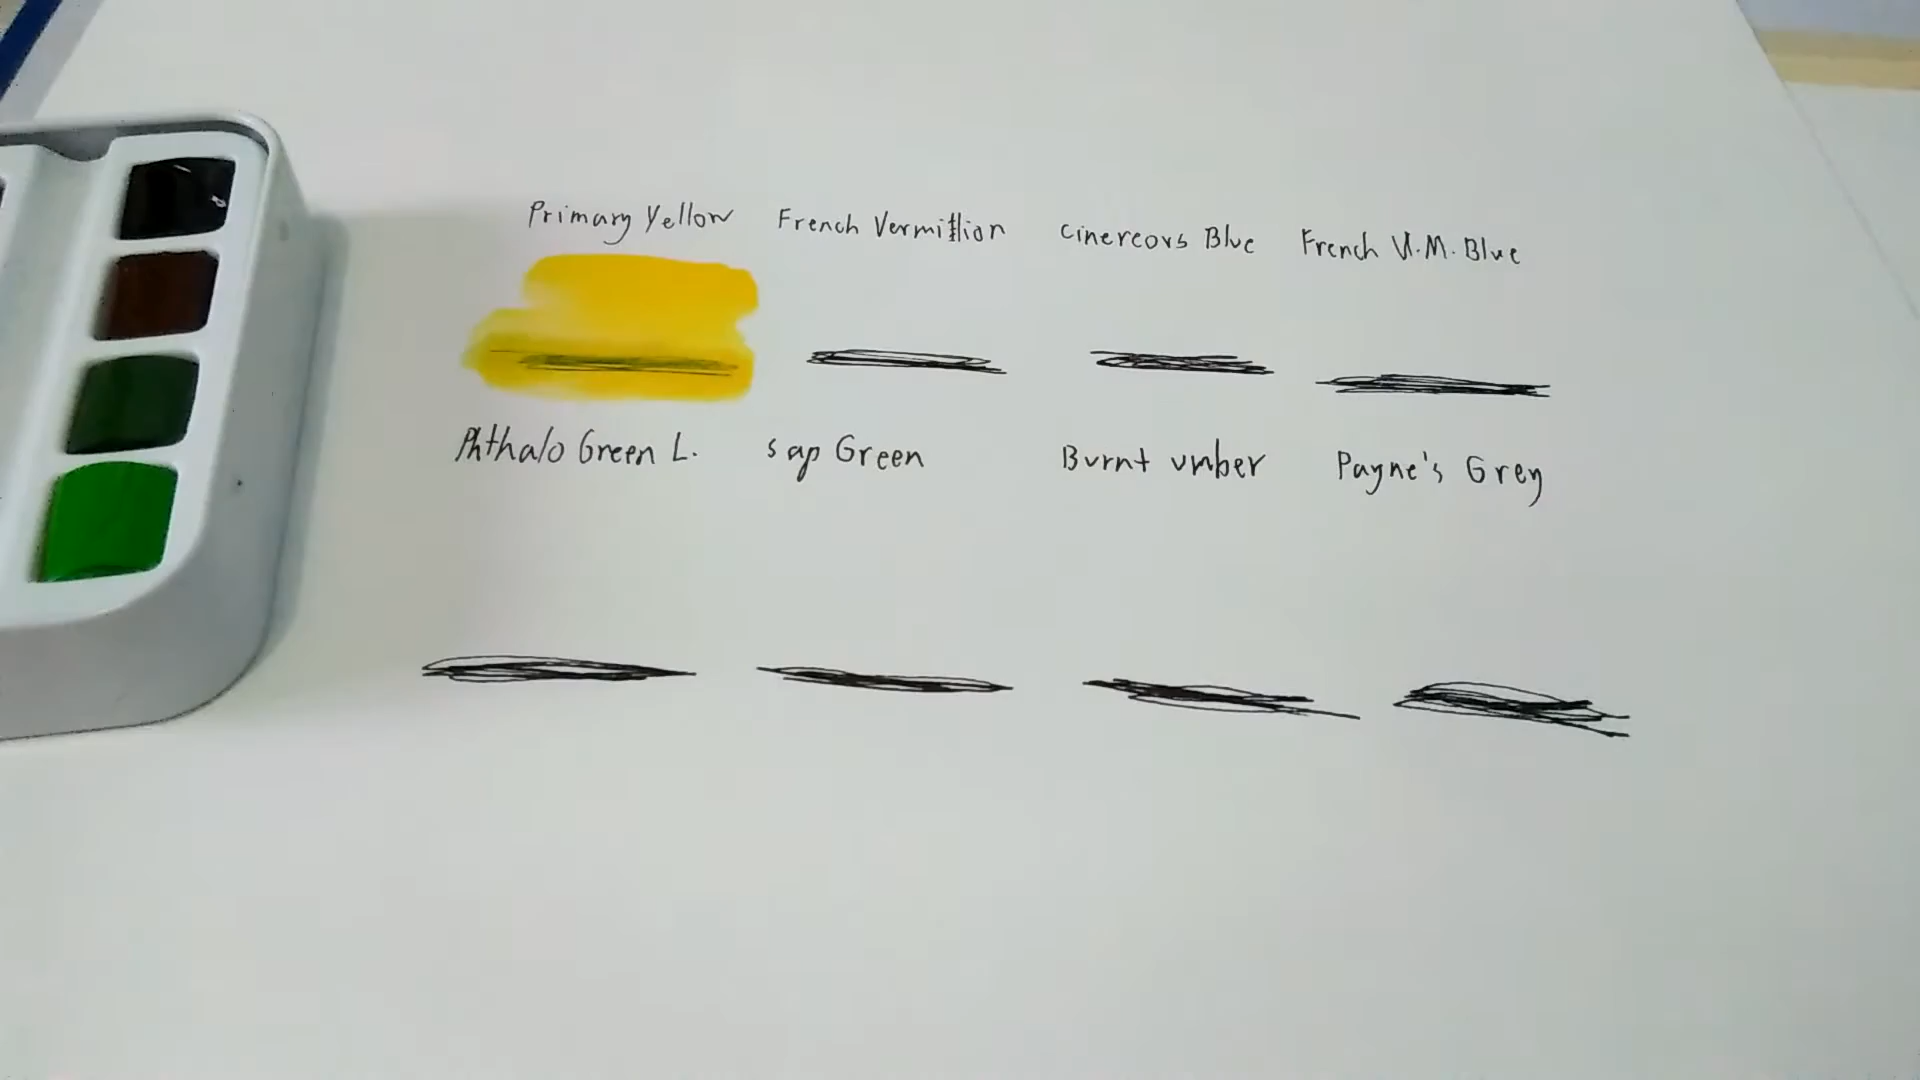 Primary Yellow French Vermillion Cinereous Blue French U.M. Blue
Phthalo Green L. Sap Green Burnt umber Payne's Grey